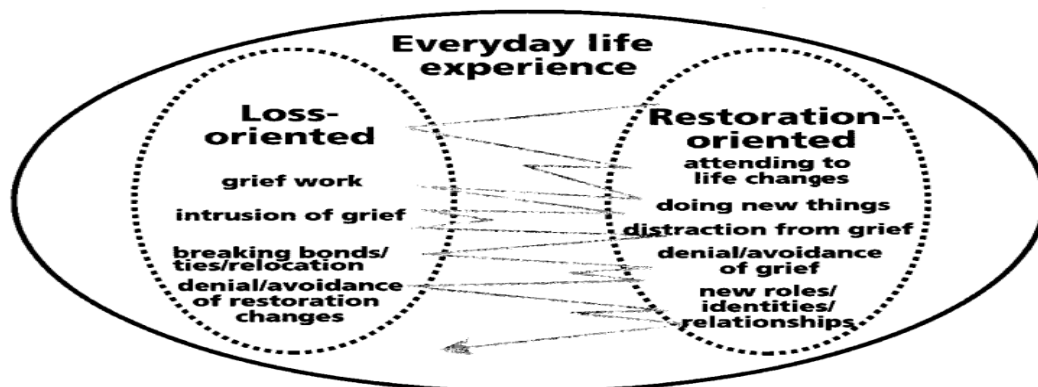 Everyday life
experience
Loss-
oriented
grief work
intrusion of grief
breaking bonds/
ties/relocation
denial/avoidance
of restoration
changes
Restoration-
oriented
attending to
life changes
doing new things
distraction from grief
denial/avoidance
of grief
new roles/
identities/
relationships